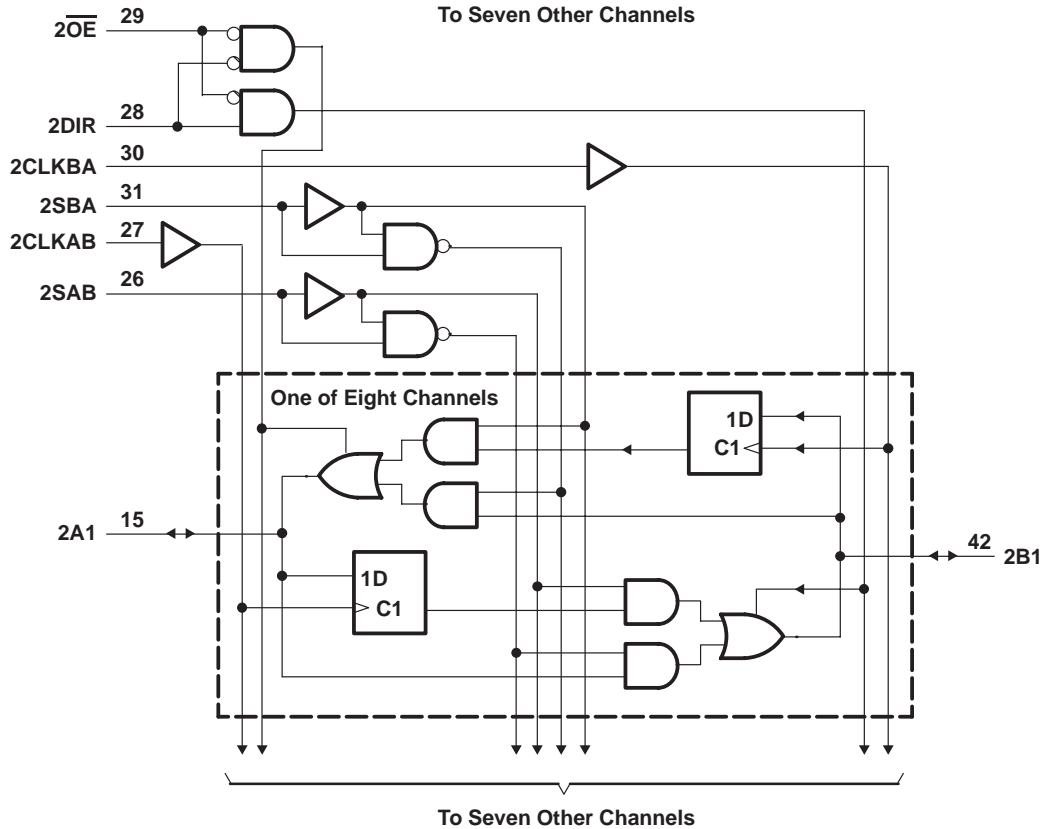 To Seven Other Channels
2O̅E̅ 29
2DIR 28
2CLKBA 30
2SBA 31
2CLKAB 27
2SAB 26
One of Eight Channels
1D
C1
2A1 15
42 2B1
1D
C1
To Seven Other Channels